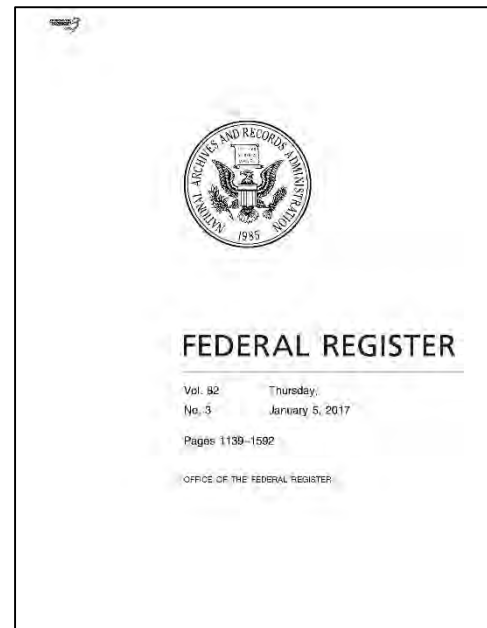 NATIONAL ARCHIVES AND RECORDS ADMINISTRATION
1985
FEDERAL REGISTER
Vol. 82 Thursday,
No. 3 January 5, 2017
Pages 1139–1592
OFFICE OF THE FEDERAL REGISTER